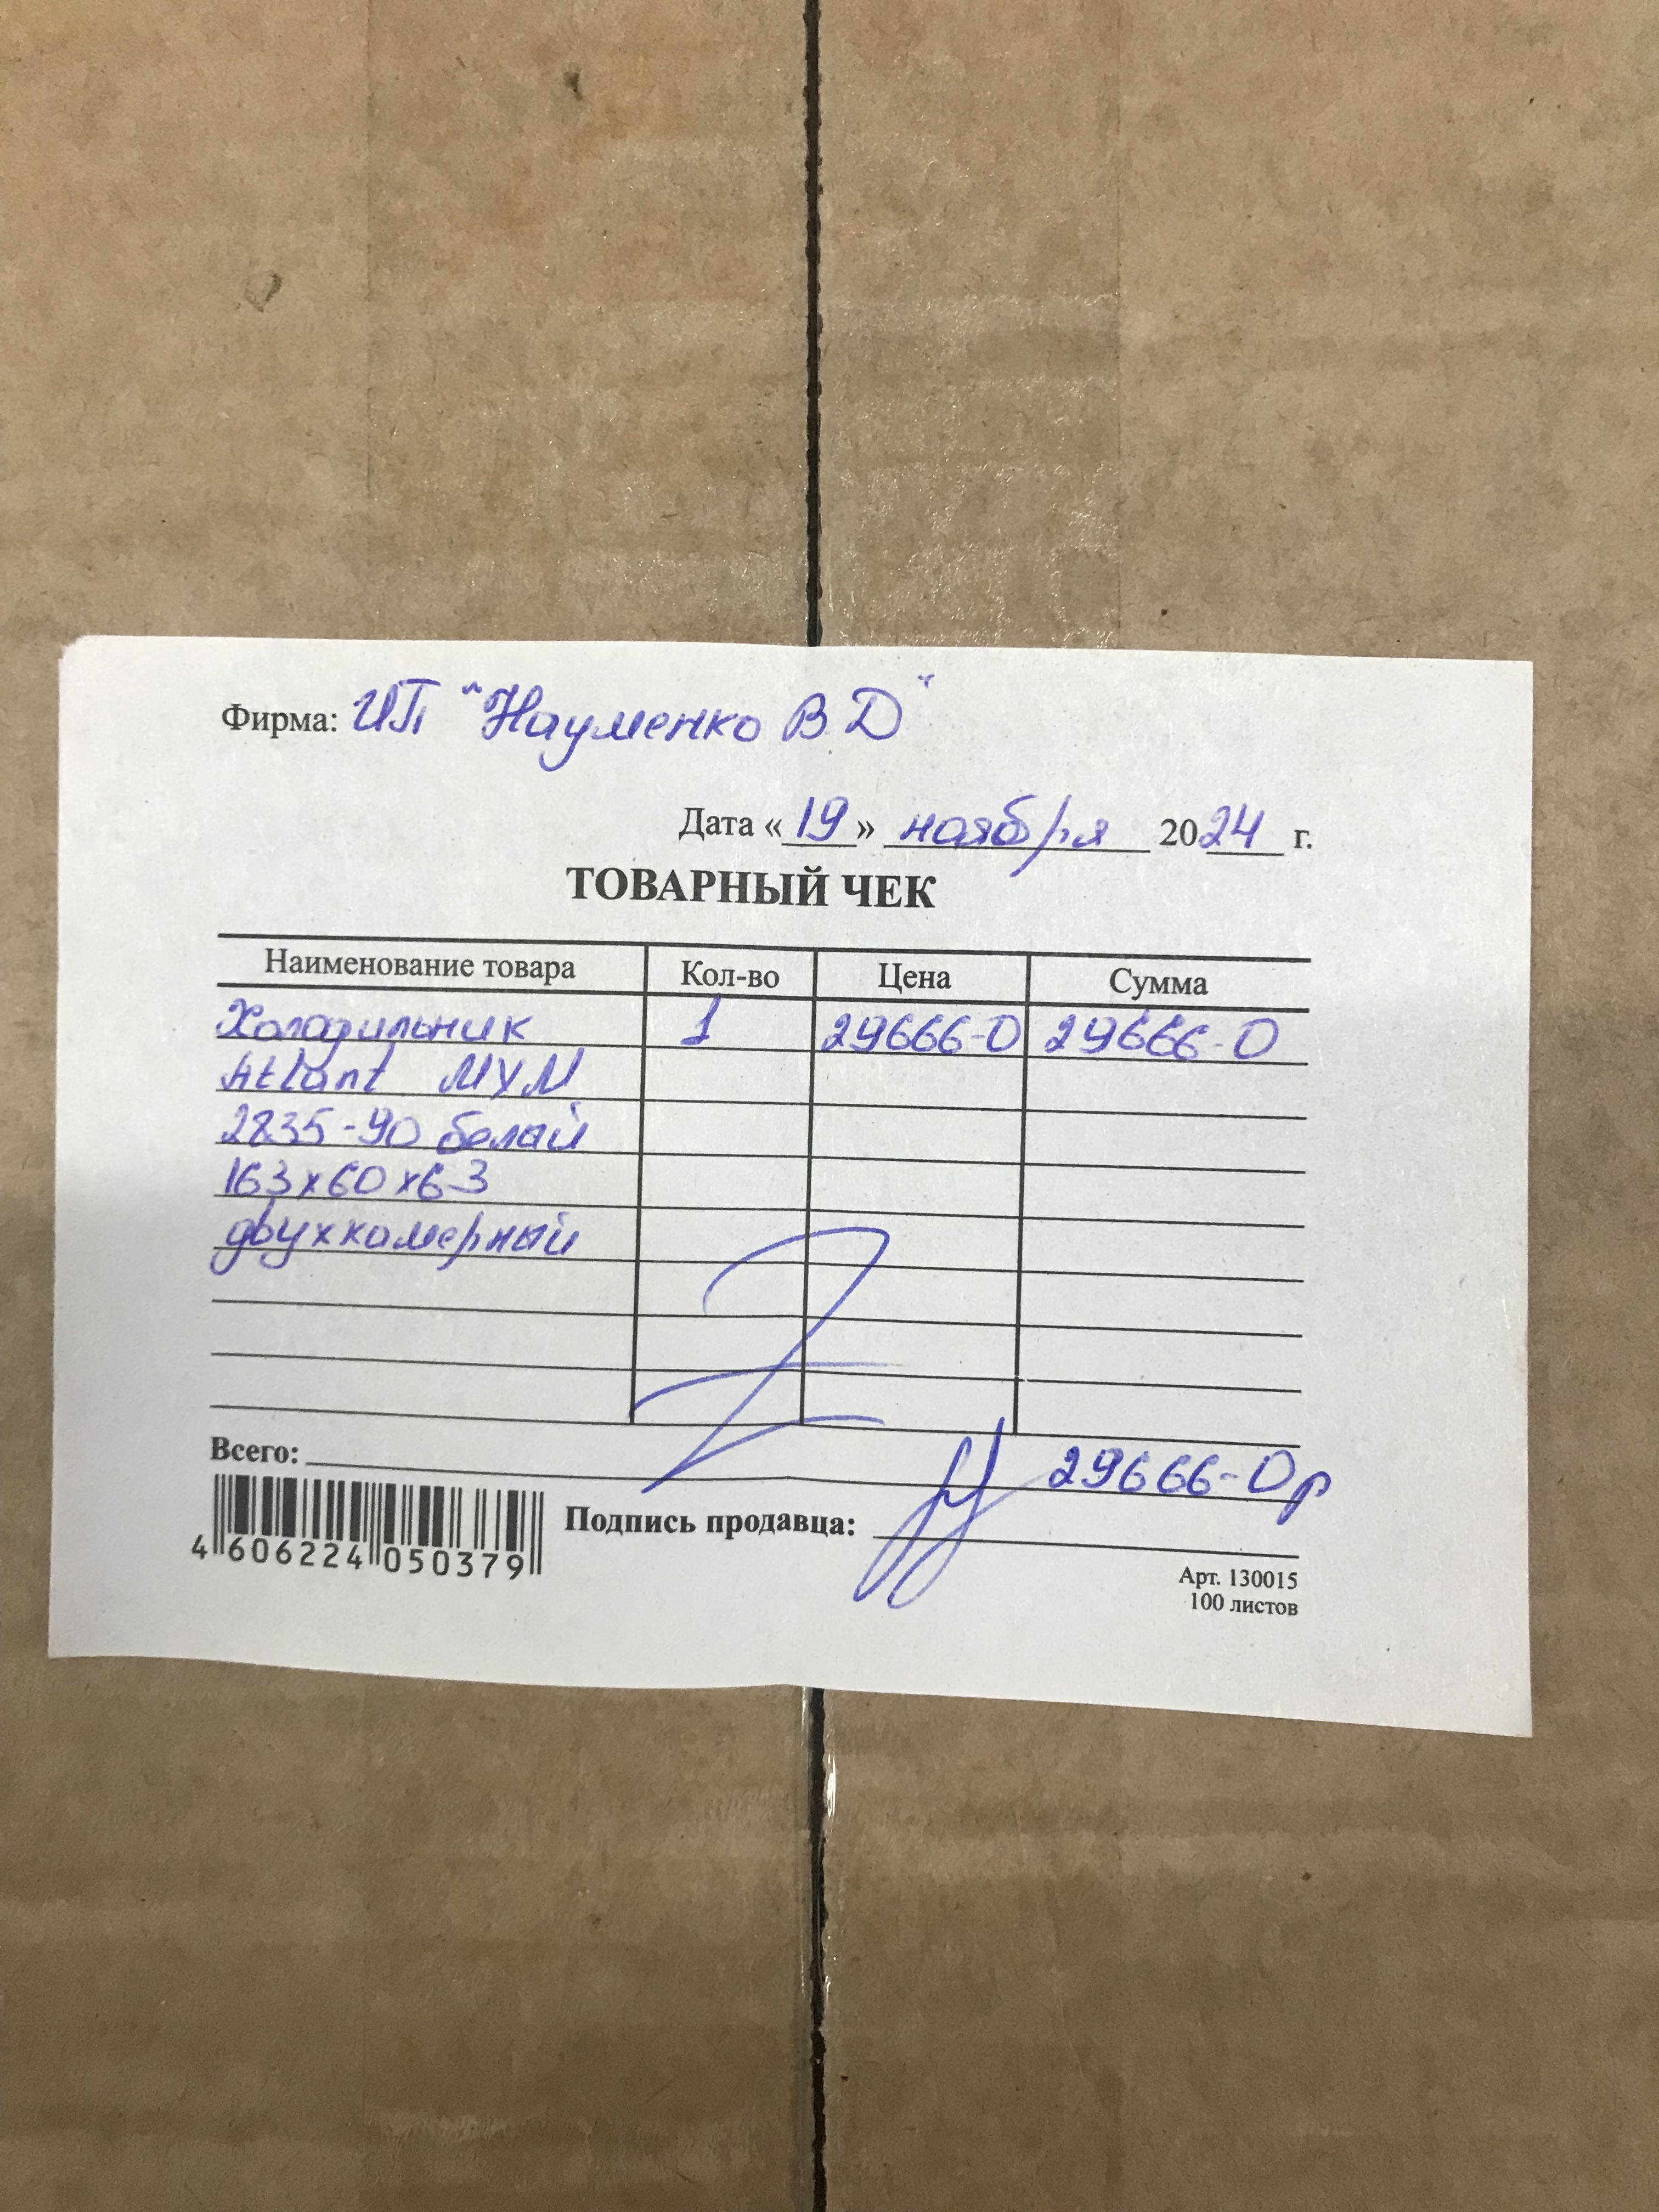 Фирма: ИП "Науменко В.Д"
Дата « 19 » ноября 2024 г.
ТОВАРНЫЙ ЧЕК
Наименование товара Кол-во Цена Сумма
Холодильник 1 29666-0 29666-0
Atlant МХМ
2835-90 белый
163х60х63
двухкамерный
Всего: 29666-0р
4 606224 050379
Подпись продавца:
Арт. 130015
100 листов